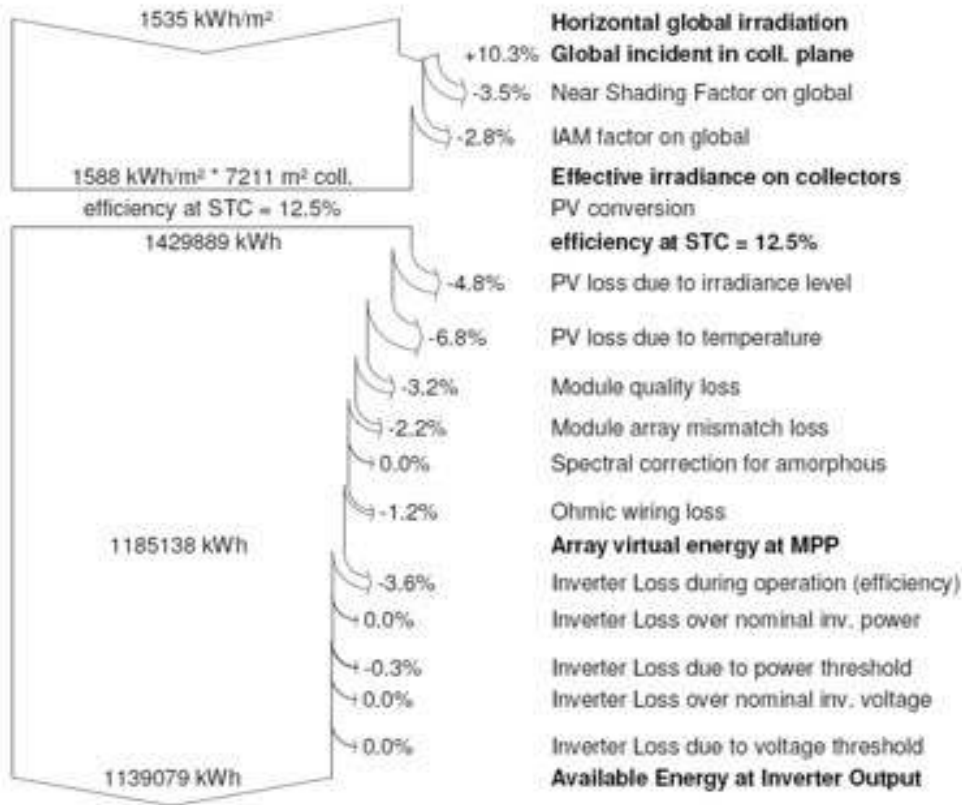 1535 kWh/m² Horizontal global irradiation
+10.3% Global incident in coll. plane
-3.5% Near Shading Factor on global
-2.8% IAM factor on global
1588 kWh/m² * 7211 m² coll. Effective irradiance on collectors
efficiency at STC = 12.5% PV conversion
1429889 kWh efficiency at STC = 12.5%
-4.8% PV loss due to irradiance level
-6.8% PV loss due to temperature
-3.2% Module quality loss
-2.2% Module array mismatch loss
0.0% Spectral correction for amorphous
-1.2% Ohmic wiring loss
1185138 kWh Array virtual energy at MPP
-3.6% Inverter Loss during operation (efficiency)
0.0% Inverter Loss over nominal inv. power
-0.3% Inverter Loss due to power threshold
0.0% Inverter Loss over nominal inv. voltage
0.0% Inverter Loss due to voltage threshold
1139079 kWh Available Energy at Inverter Output